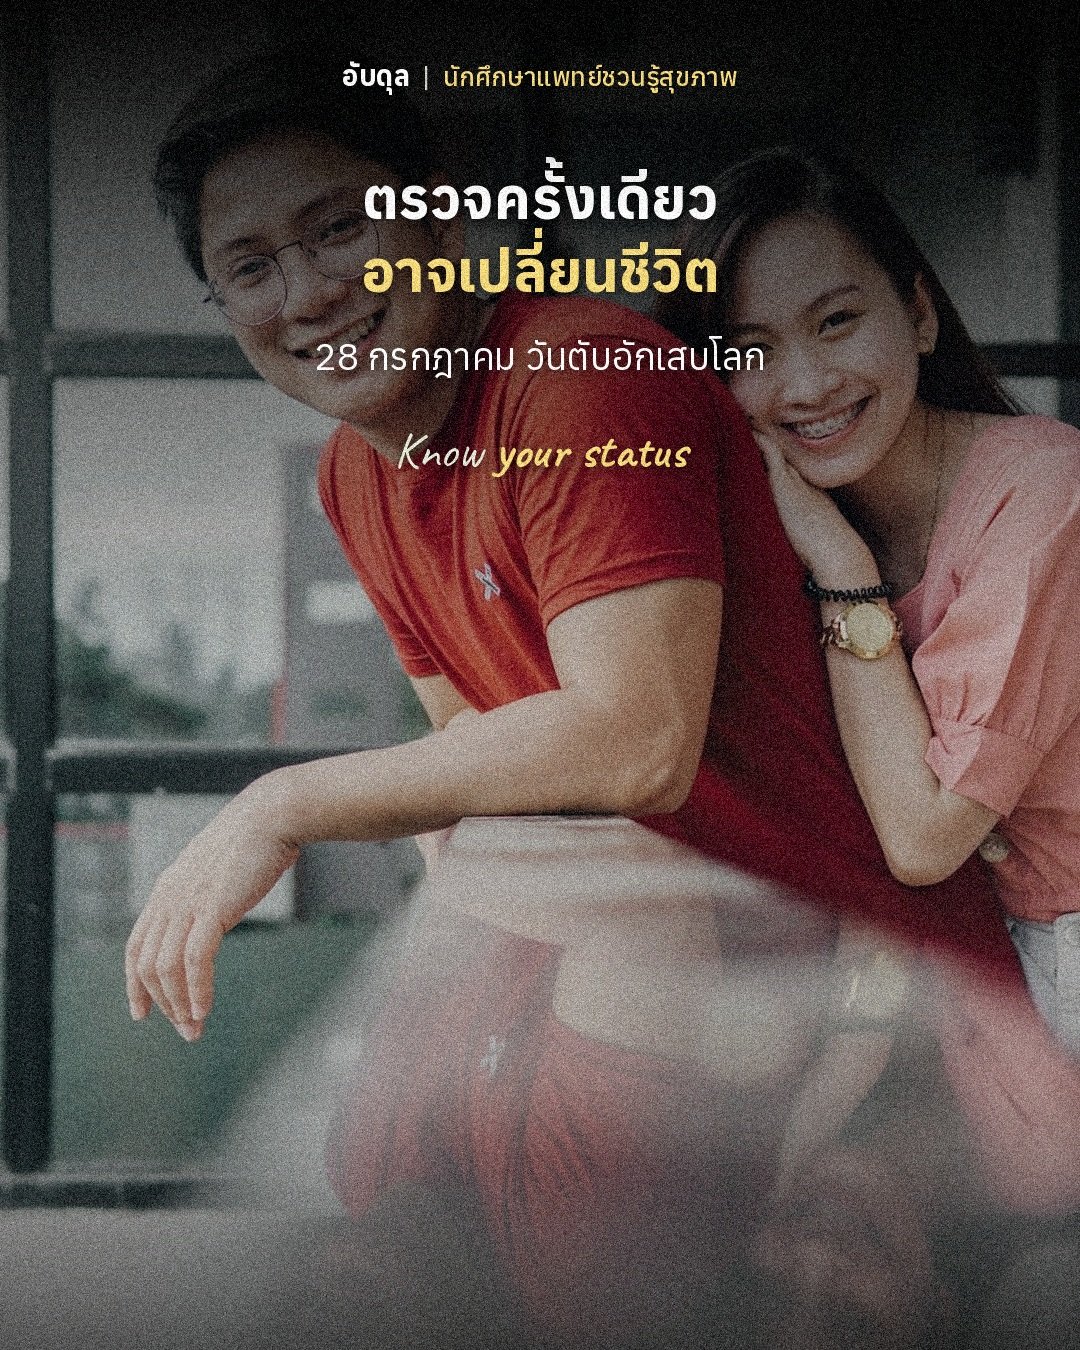 อับดุล | นักศึกษาแพทย์ชวนรู้สุขภาพ
ตรวจครั้งเดียว
อาจเปลี่ยนชีวิต
28 กรกฎาคม วันตับอักเสบโลก
Know your status